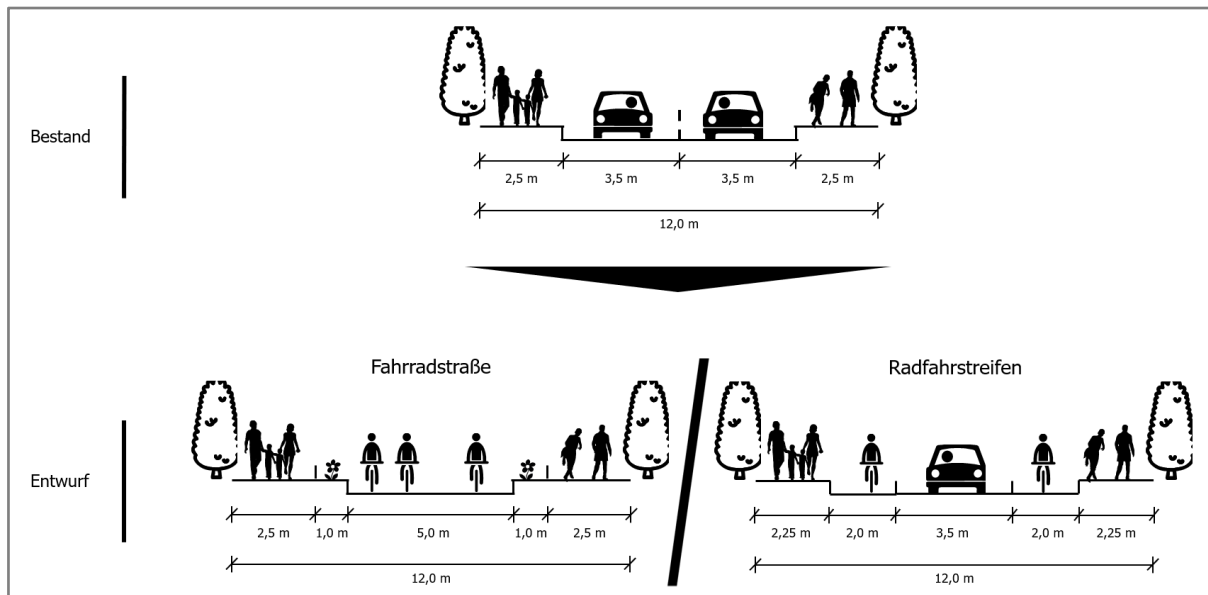 Bestand
2,5 m
3,5 m
3,5 m
2,5 m
12,0 m
Fahrradstraße
Radfahrstreifen
Entwurf
2,5 m
1,0 m
5,0 m
1,0 m
2,5 m
12,0 m
2,25 m
2,0 m
3,5 m
2,0 m
2,25 m
12,0 m